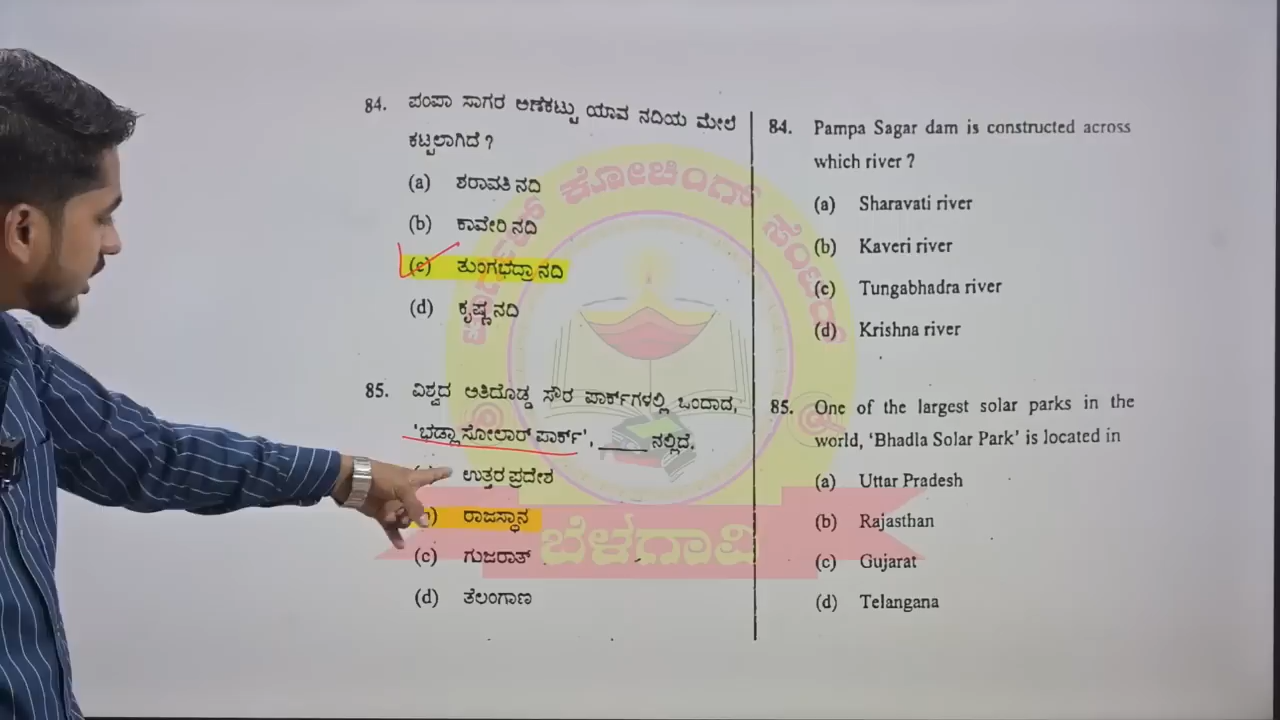 84. ಪಂಪಾ ಸಾಗರ ಅಣೆಕಟ್ಟು ಯಾವ ನದಿಯ ಮೇಲೆ
ಕಟ್ಟಲಾಗಿದೆ ?
(a) ಶರಾವತಿ ನದಿ
(b) ಕಾವೇರಿ ನದಿ
(c) ತುಂಗಭದ್ರಾ ನದಿ
(d) ಕೃಷ್ಣ ನದಿ
85. ವಿಶ್ವದ ಅತಿದೊಡ್ಡ ಸೌರ ಪಾರ್ಕ್‌ಗಳಲ್ಲಿ ಒಂದಾದ,
‘ಭಡ್ಲಾ ಸೋಲಾರ್ ಪಾರ್ಕ್’, ____ ನಲ್ಲಿದೆ.
ಉತ್ತರ ಪ್ರದೇಶ
ರಾಜಸ್ಥಾನ
(c) ಗುಜರಾತ್
(d) ತೆಲಂಗಾಣ
84. Pampa Sagar dam is constructed across
which river ?
(a) Sharavati river
(b) Kaveri river
(c) Tungabhadra river
(d) Krishna river
85. One of the largest solar parks in the
world, ‘Bhadla Solar Park’ is located in
(a) Uttar Pradesh
(b) Rajasthan
(c) Gujarat
(d) Telangana
ಕೋಚಿಂಗ್ ಸೆಂಟರ್
ಬೆಳಗಾವಿ